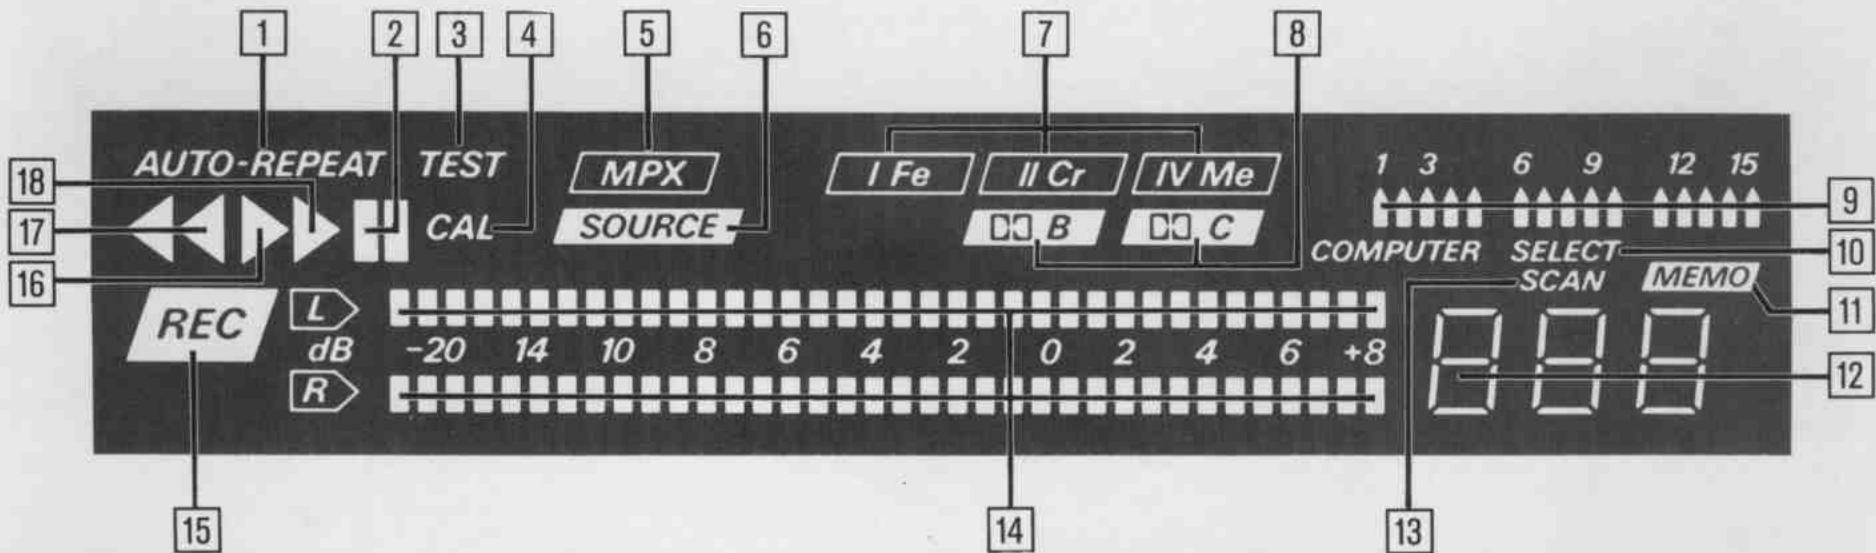 1 2 3 4 5 6 7 8
AUTO-REPEAT TEST MPX I Fe II Cr IV Me 1 3 6 9 12 15
18 9
17 CAL SOURCE B C
COMPUTER SELECT 10
16 SCAN MEMO 11
REC L
dB -20 14 10 8 6 4 2 0 2 4 6 +8
12
R
15 14 13